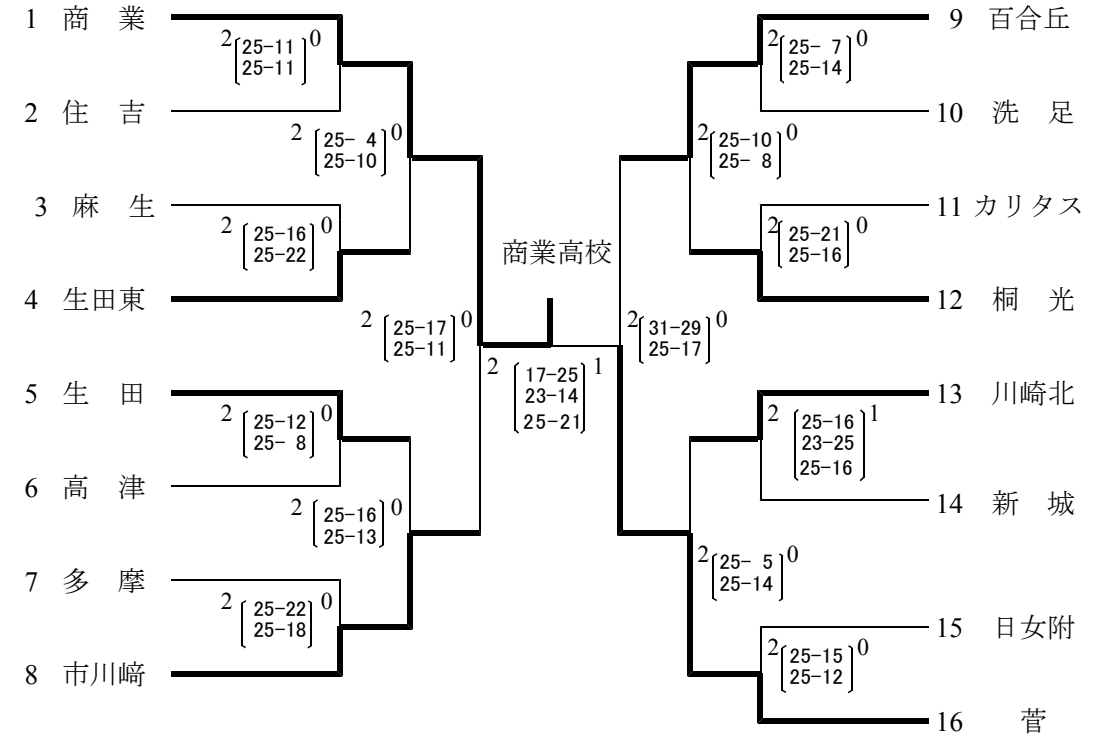 1 商 業
2 0
25-11
25-11
2 住 吉
2 0
25- 4
25-10
3 麻 生
2 0
25-16
25-22
4 生田東
2 0
25-17
25-11
5 生 田
2 0
25-12
25- 8
6 高 津
2 0
25-16
25-13
7 多 摩
2 0
25-22
25-18
8 市川﨑
商業高校
2 1
17-25
23-14
25-21
9 百合丘
2 0
25- 7
25-14
10 洗 足
2 0
25-10
25- 8
11 カリタス
2 0
25-21
25-16
12 桐 光
2 0
31-29
25-17
13 川崎北
2 1
25-16
23-25
25-16
14 新 城
2 0
25- 5
25-14
15 日女附
2 0
25-15
25-12
16 菅